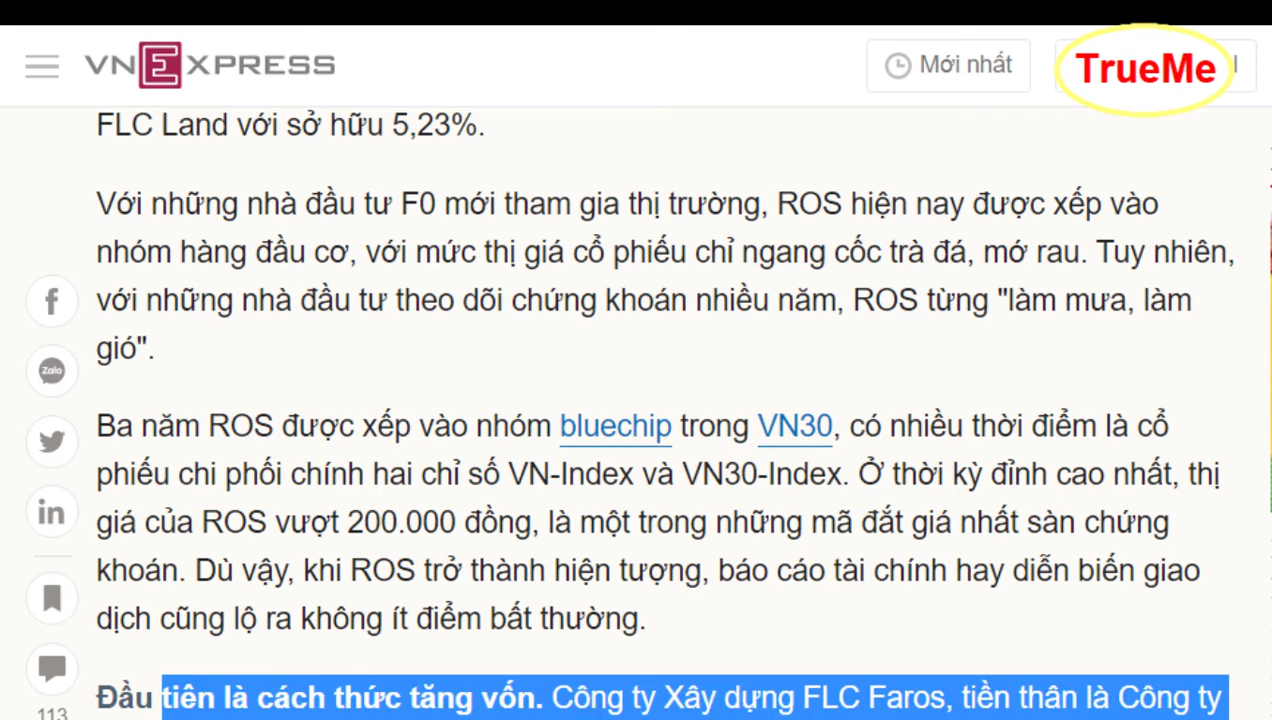 VNEXPRESS
Mới nhất
TrueMe
FLC Land với sở hữu 5,23%.
Với những nhà đầu tư F0 mới tham gia thị trường, ROS hiện nay được xếp vào
nhóm hàng đầu cơ, với mức thị giá cổ phiếu chỉ ngang cốc trà đá, mớ rau. Tuy nhiên,
với những nhà đầu tư theo dõi chứng khoán nhiều năm, ROS từng "làm mưa, làm
gió".
Ba năm ROS được xếp vào nhóm bluechip trong VN30, có nhiều thời điểm là cổ
phiếu chi phối chính hai chỉ số VN-Index và VN30-Index. Ở thời kỳ đỉnh cao nhất, thị
giá của ROS vượt 200.000 đồng, là một trong những mã đắt giá nhất sàn chứng
khoán. Dù vậy, khi ROS trở thành hiện tượng, báo cáo tài chính hay diễn biến giao
dịch cũng lộ ra không ít điểm bất thường.
Đầu tiên là cách thức tăng vốn. Công ty Xây dựng FLC Faros, tiền thân là Công ty
Zalo
113